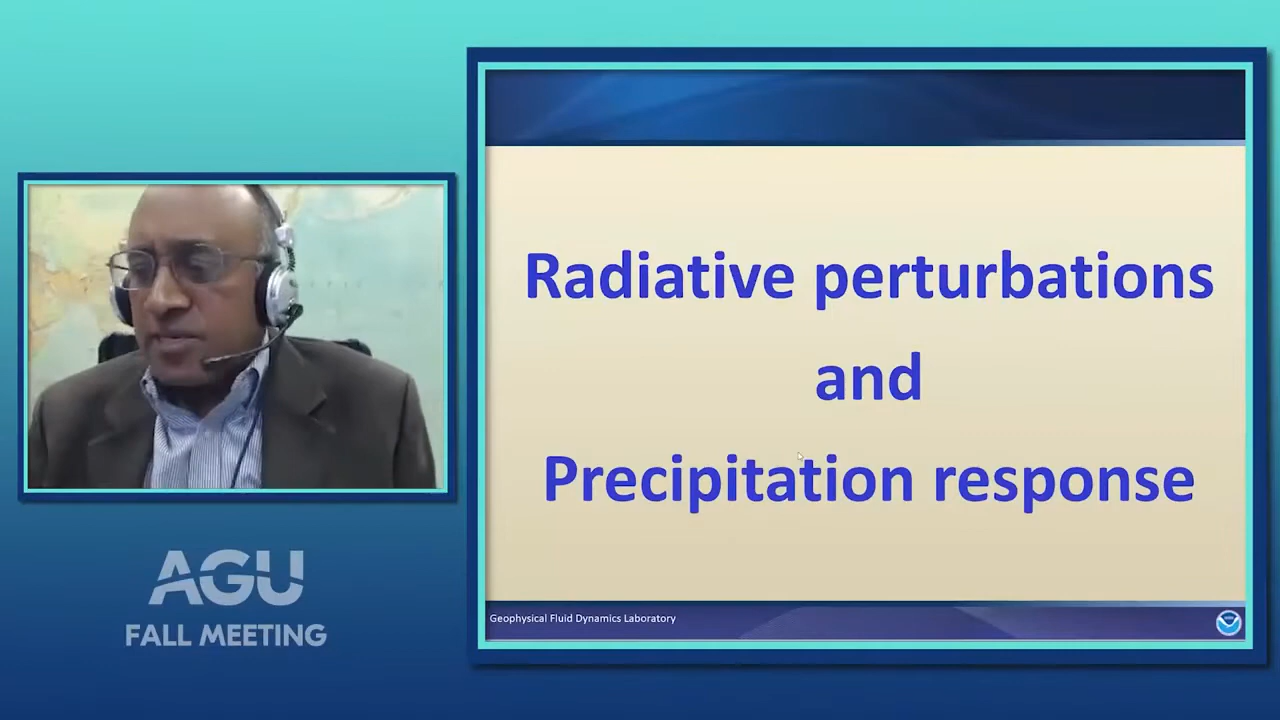 Radiative perturbations
and
Precipitation response
Geophysical Fluid Dynamics Laboratory
AGU
FALL MEETING